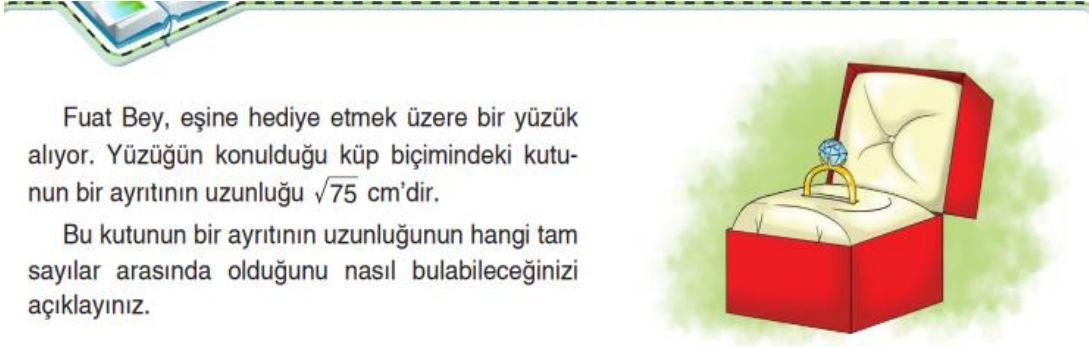 Fuat Bey, eşine hediye etmek üzere bir yüzük
alıyor. Yüzüğün konulduğu küp biçimindeki kutu-
nun bir ayrıtının uzunluğu √75 cm’dir.
Bu kutunun bir ayrıtının uzunluğunun hangi tam
sayılar arasında olduğunu nasıl bulabileceğinizi
açıklayınız.